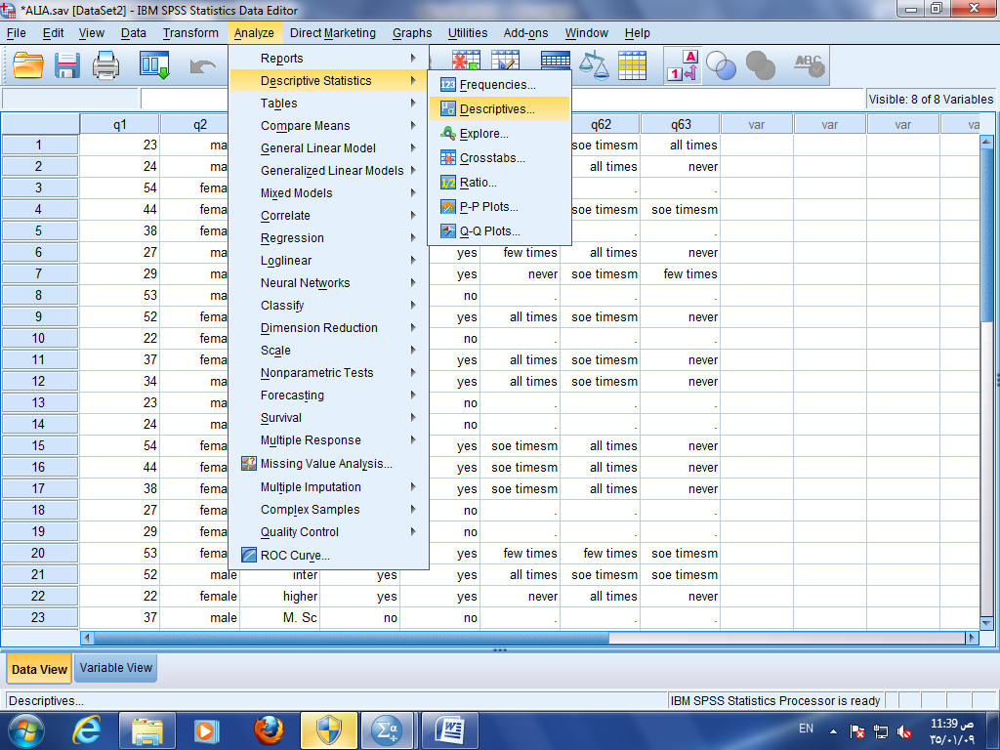 *ALIA.sav [DataSet2] - IBM SPSS Statistics Data Editor
File Edit View Data Transform Analyze Direct Marketing Graphs Utilities Add-ons Window Help
Visible: 8 of 8 Variables
Reports
Descriptive Statistics
Tables
Compare Means
General Linear Model
Generalized Linear Models
Mixed Models
Correlate
Regression
Loglinear
Neural Networks
Classify
Dimension Reduction
Scale
Nonparametric Tests
Forecasting
Survival
Multiple Response
Missing Value Analysis...
Multiple Imputation
Complex Samples
Quality Control
ROC Curve...
Frequencies...
Descriptives...
Explore...
Crosstabs...
Ratio...
P-P Plots...
Q-Q Plots...
q1 q2 q62 q63 var var var va
1 23 ma soe timesm all times
2 24 ma all times never
3 54 fema . .
4 44 fema soe timesm soe timesm
5 38 fema . .
6 27 ma yes few times all times never
7 29 ma yes never soe timesm few times
8 53 ma no . . .
9 52 fema yes all times soe timesm never
10 22 fema no . . .
11 37 fema yes all times soe timesm never
12 34 ma yes all times soe timesm never
13 23 ma no . . .
14 24 ma no . . .
15 54 fema yes soe timesm all times never
16 44 fema yes soe timesm all times never
17 38 fema yes soe timesm all times never
18 27 fema no . . .
19 29 fema no . . .
20 53 fema yes few times few times soe timesm
21 52 male inter yes yes all times soe timesm soe timesm
22 22 female higher yes yes never all times never
23 37 male M. Sc no no . . .
Data View Variable View
Descriptives...
IBM SPSS Statistics Processor is ready
EN
11:39 ص
٣٥/٠١/٠٩